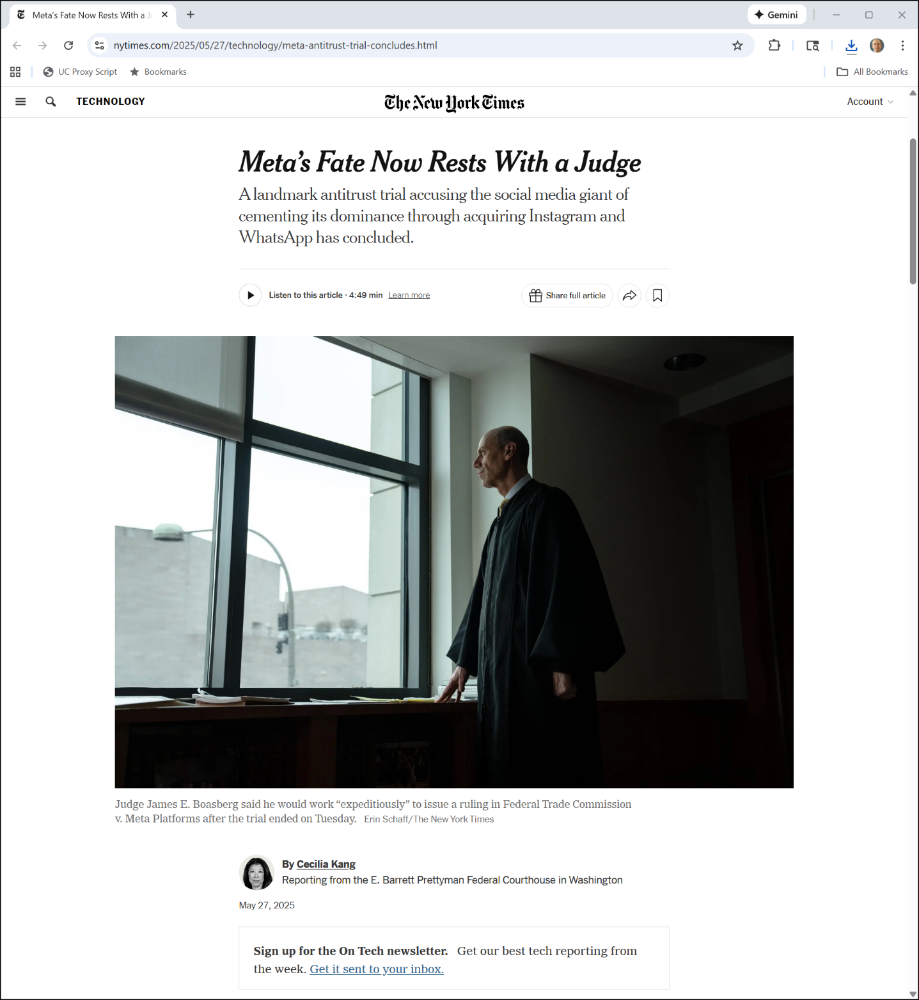 Meta's Fate Now Rests With a J
Gemini
nytimes.com/2025/05/27/technology/meta-antitrust-trial-concludes.html
UC Proxy Script
Bookmarks
All Bookmarks
TECHNOLOGY
The New York Times
Account
Meta’s Fate Now Rests With a Judge
A landmark antitrust trial accusing the social media giant of
cementing its dominance through acquiring Instagram and
WhatsApp has concluded.
Listen to this article · 4:49 min Learn more
Share full article
Judge James E. Boasberg said he would work “expeditiously” to issue a ruling in Federal Trade Commission
v. Meta Platforms after the trial ended on Tuesday. Erin Schaff/The New York Times
By Cecilia Kang
Reporting from the E. Barrett Prettyman Federal Courthouse in Washington
May 27, 2025
Sign up for the On Tech newsletter. Get our best tech reporting from
the week. Get it sent to your inbox.